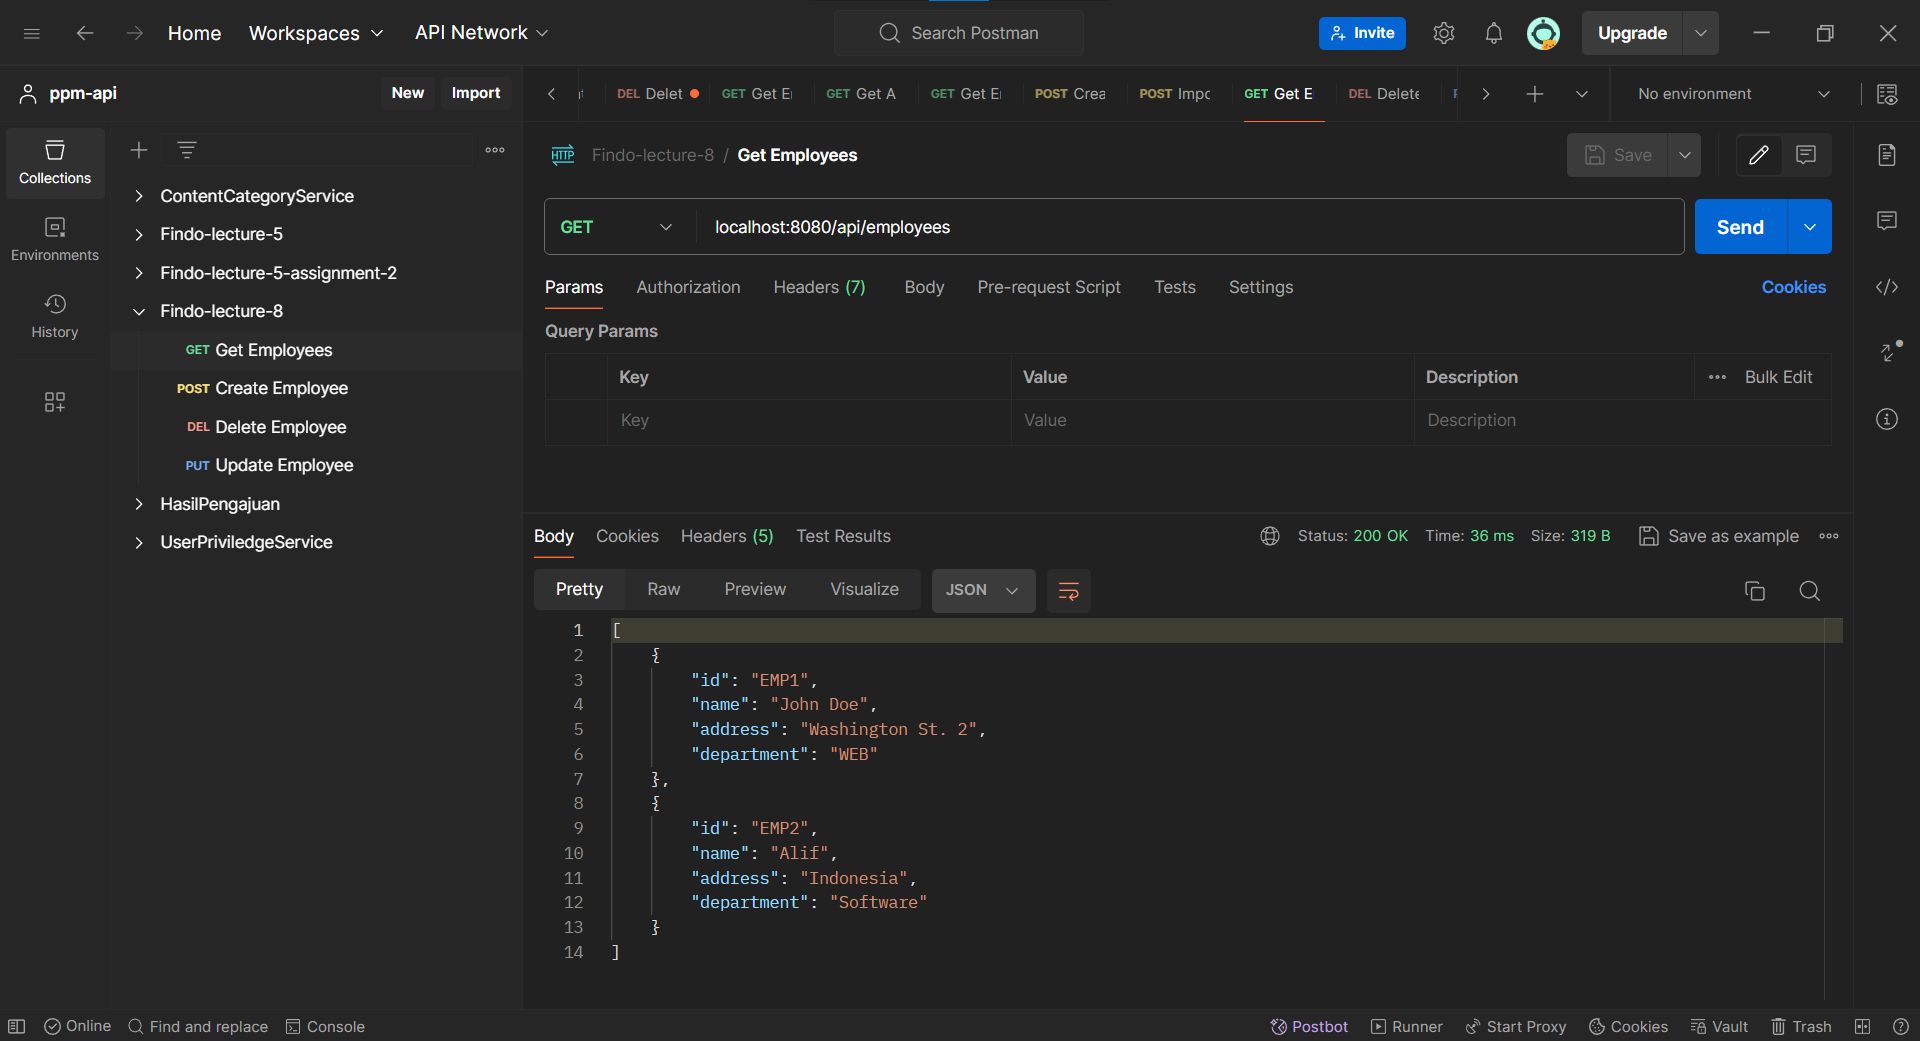 Home Workspaces API Network Search Postman Invite Upgrade
ppm-api New Import
DEL Delet GET Get E GET Get A GET Get E POST Crea POST Impo GET Get E DEL Delete No environment
Collections
Environments
History
ContentCategoryService
Findo-lecture-5
Findo-lecture-5-assignment-2
Findo-lecture-8
GET Get Employees
POST Create Employee
DEL Delete Employee
PUT Update Employee
HasilPengajuan
UserPriviledgeService
HTTP Findo-lecture-8 / Get Employees Save
GET localhost:8080/api/employees Send
Params Authorization Headers (7) Body Pre-request Script Tests Settings Cookies
Query Params
Key Value Description Bulk Edit
Key Value Description
Body Cookies Headers (5) Test Results Status: 200 OK Time: 36 ms Size: 319 B Save as example
Pretty Raw Preview Visualize JSON
1 [
2 {
3 "id": "EMP1",
4 "name": "John Doe",
5 "address": "Washington St. 2",
6 "department": "WEB"
7 },
8 {
9 "id": "EMP2",
10 "name": "Alif",
11 "address": "Indonesia",
12 "department": "Software"
13 }
14 ]
Online Find and replace Console Postbot Runner Start Proxy Cookies Vault Trash